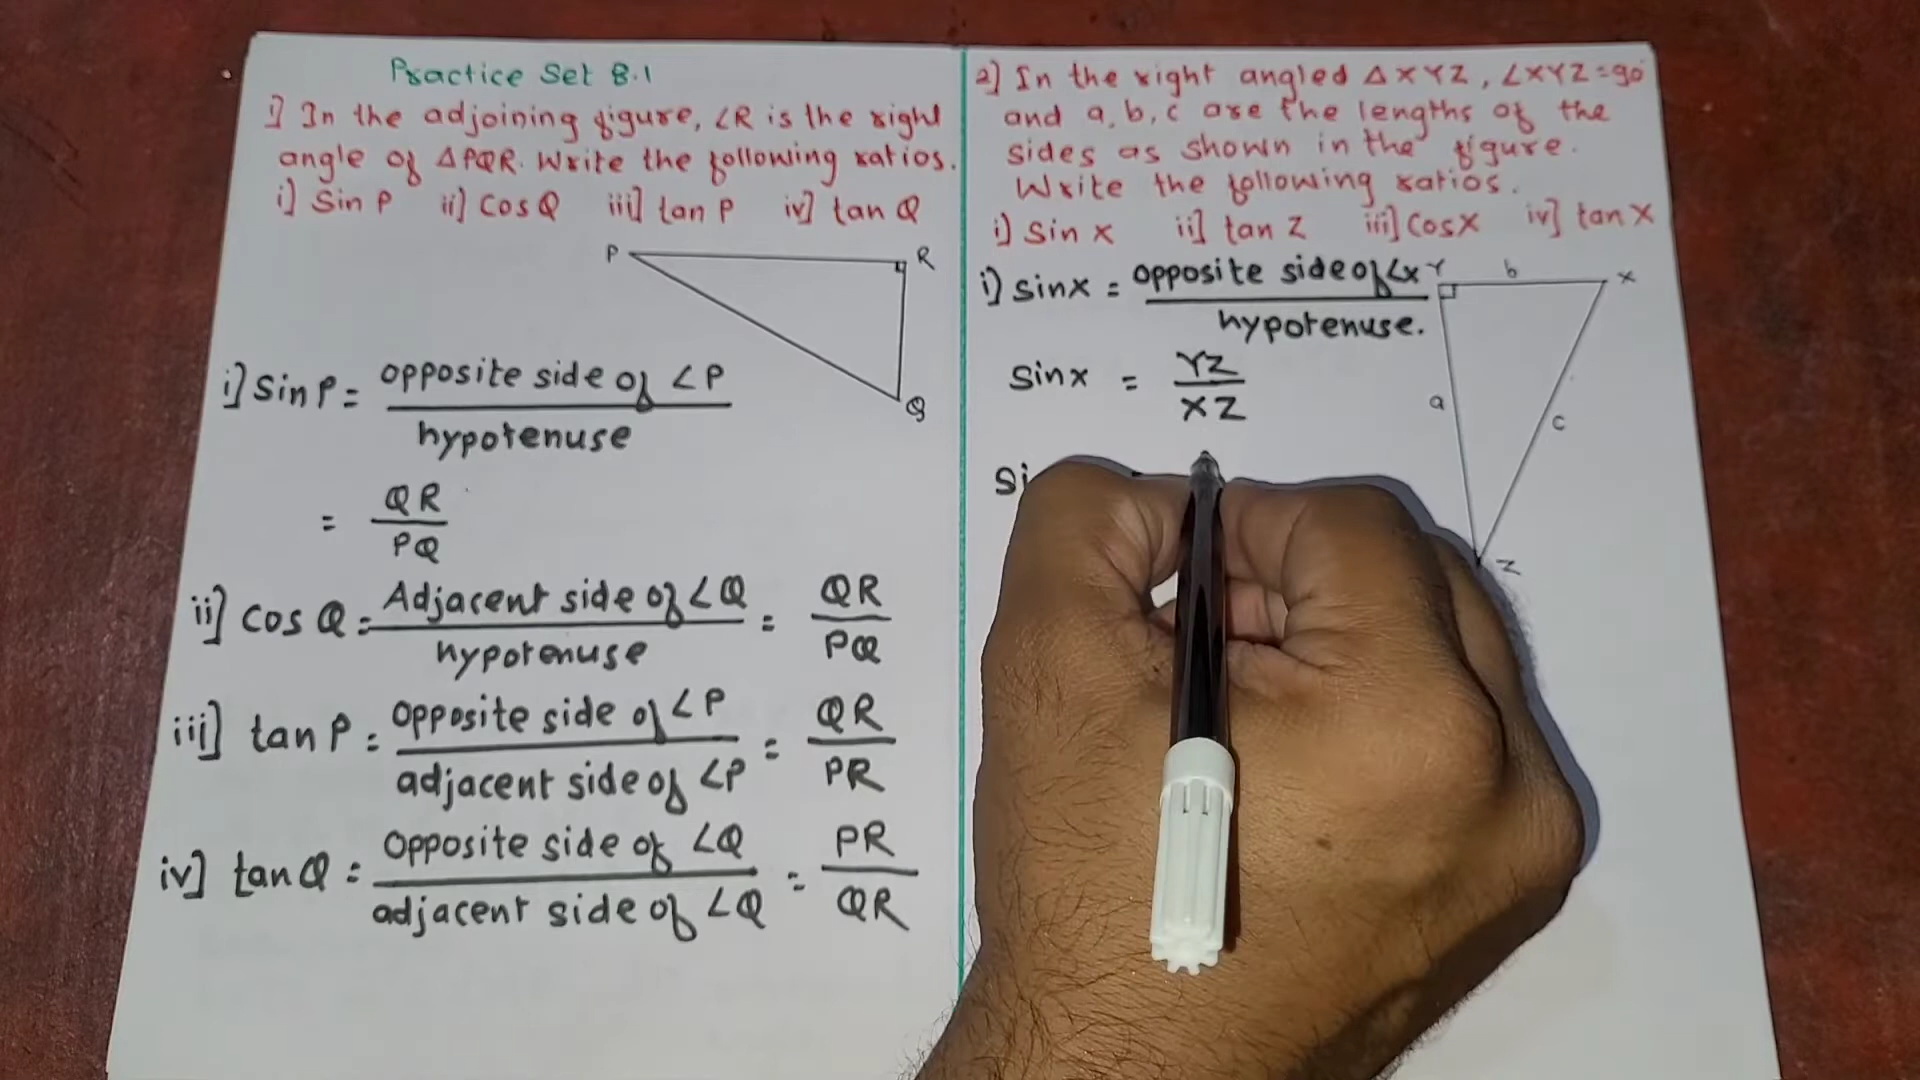 Practice Set 8.1
1] In the adjoining figure, ∠R is the right
angle of ΔPQR. Write the following ratios.
i] Sin P ii] Cos Q iii] tan P iv] tan Q
P R
Q
i] Sin P = opposite side of ∠P
hypotenuse
= QR
PQ
ii] cos Q = Adjacent side of ∠Q = QR
hypotenuse PQ
iii] tan P = opposite side of ∠P = QR
adjacent side of ∠P PR
iv] tan Q = opposite side of ∠Q = PR
adjacent side of ∠Q QR
2] In the right angled ΔXYZ, ∠XYZ=90
and a, b, c are the lengths of the
sides as shown in the figure.
Write the following ratios.
i] Sin X ii] tan Z iii] Cos X iv] tan X
i] sinx = opposite side of ∠x
hypotenuse.
Y b X
a c
Z
Sinx = YZ
XZ
Si